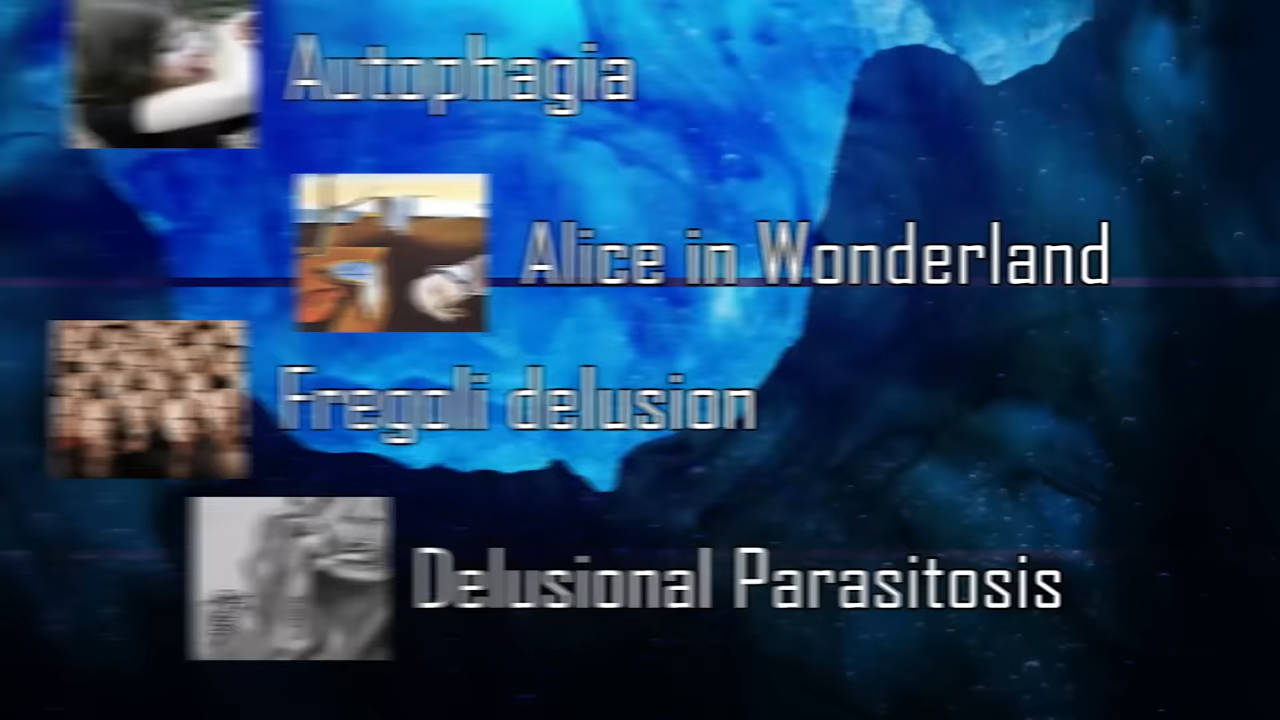 Autophagia
Alice in Wonderland
Fregoli delusion
Delusional Parasitosis